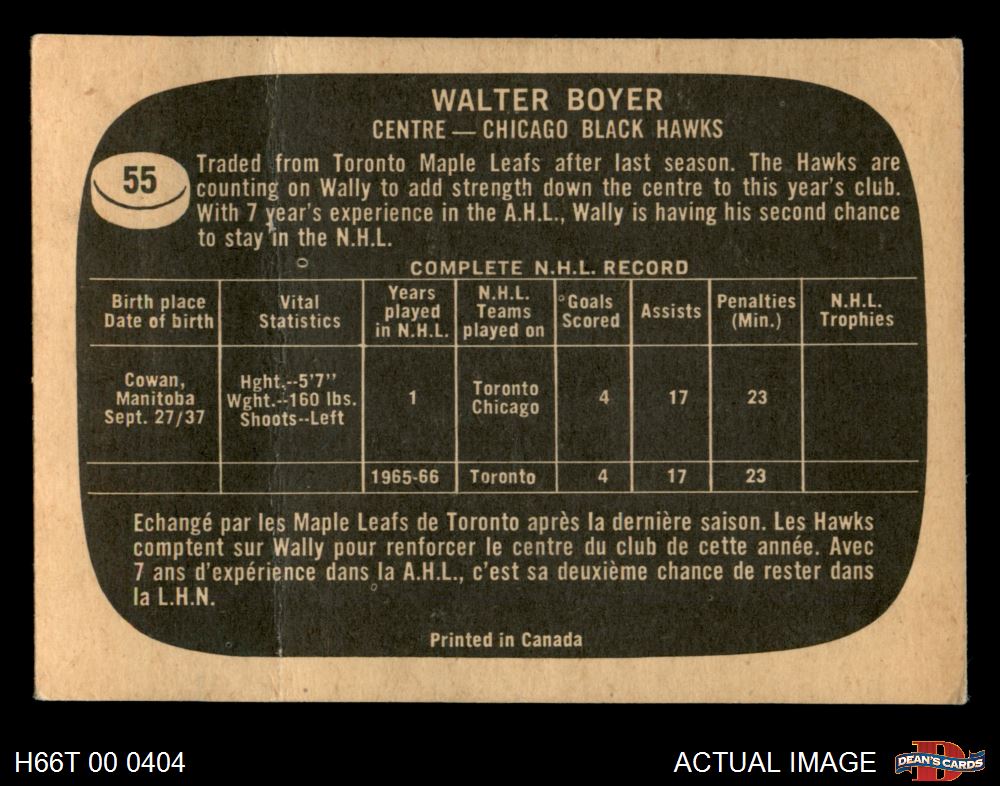 WALTER BOYER
CENTRE — CHICAGO BLACK HAWKS
55
Traded from Toronto Maple Leafs after last season. The Hawks are
counting on Wally to add strength down the centre to this year's club.
With 7 year's experience in the A.H.L., Wally is having his second chance
to stay in the N.H.L.
COMPLETE N.H.L. RECORD
Birth place
Date of birth
Vital
Statistics
Years
played
in N.H.L.
N.H.L.
Teams
played on
Goals
Scored
Assists
Penalties
(Min.)
N.H.L.
Trophies
Cowan,
Manitoba
Sept. 27/37
Hght.--5'7"
Wght.--160 lbs.
Shoots--Left
1
Toronto
Chicago
4
17
23
1965-66
Toronto
4
17
23
Echangé par les Maple Leafs de Toronto après la dernière saison. Les Hawks
comptent sur Wally pour renforcer le centre du club de cette année. Avec
7 ans d'expérience dans la A.H.L., c'est sa deuxième chance de rester dans
la L.H.N.
Printed in Canada
H66T 00 0404
ACTUAL IMAGE
D
DEAN'S CARDS